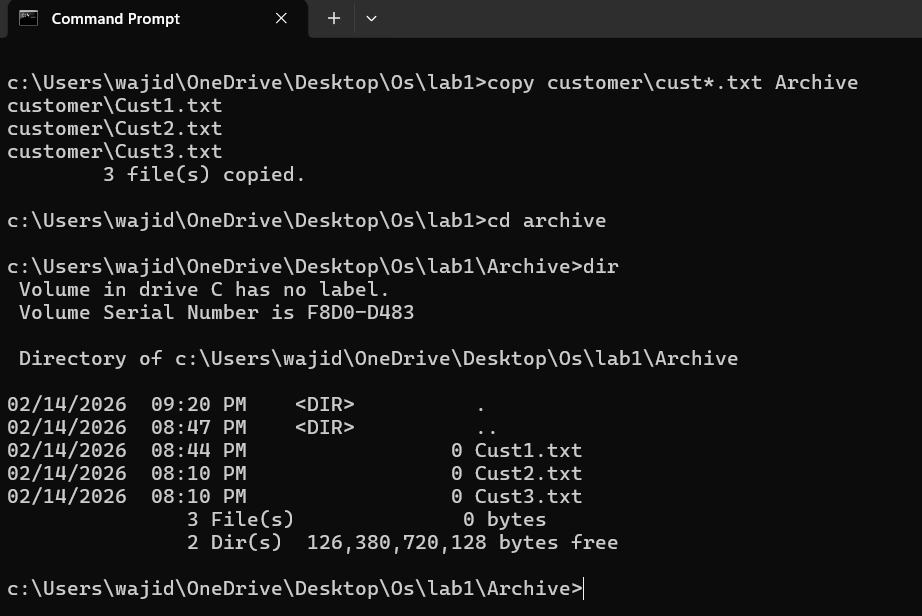 Command Prompt
c:\Users\wajid\OneDrive\Desktop\Os\lab1>copy customer\cust*.txt Archive
customer\Cust1.txt
customer\Cust2.txt
customer\Cust3.txt
        3 file(s) copied.
c:\Users\wajid\OneDrive\Desktop\Os\lab1>cd archive
c:\Users\wajid\OneDrive\Desktop\Os\lab1\Archive>dir
 Volume in drive C has no label.
 Volume Serial Number is F8D0-D483
 Directory of c:\Users\wajid\OneDrive\Desktop\Os\lab1\Archive
02/14/2026  09:20 PM    <DIR>          .
02/14/2026  08:47 PM    <DIR>          ..
02/14/2026  08:44 PM                 0 Cust1.txt
02/14/2026  08:10 PM                 0 Cust2.txt
02/14/2026  08:10 PM                 0 Cust3.txt
               3 File(s)              0 bytes
               2 Dir(s)  126,380,720,128 bytes free
c:\Users\wajid\OneDrive\Desktop\Os\lab1\Archive>